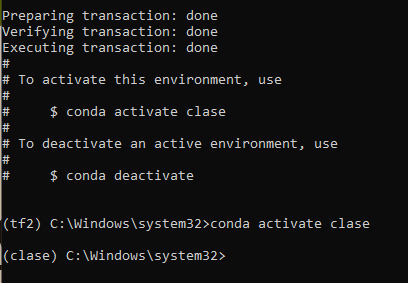 Preparing transaction: done
Verifying transaction: done
Executing transaction: done
#
# To activate this environment, use
#
#     $ conda activate clase
#
# To deactivate an active environment, use
#
#     $ conda deactivate
(tf2) C:\Windows\system32>conda activate clase
(clase) C:\Windows\system32>